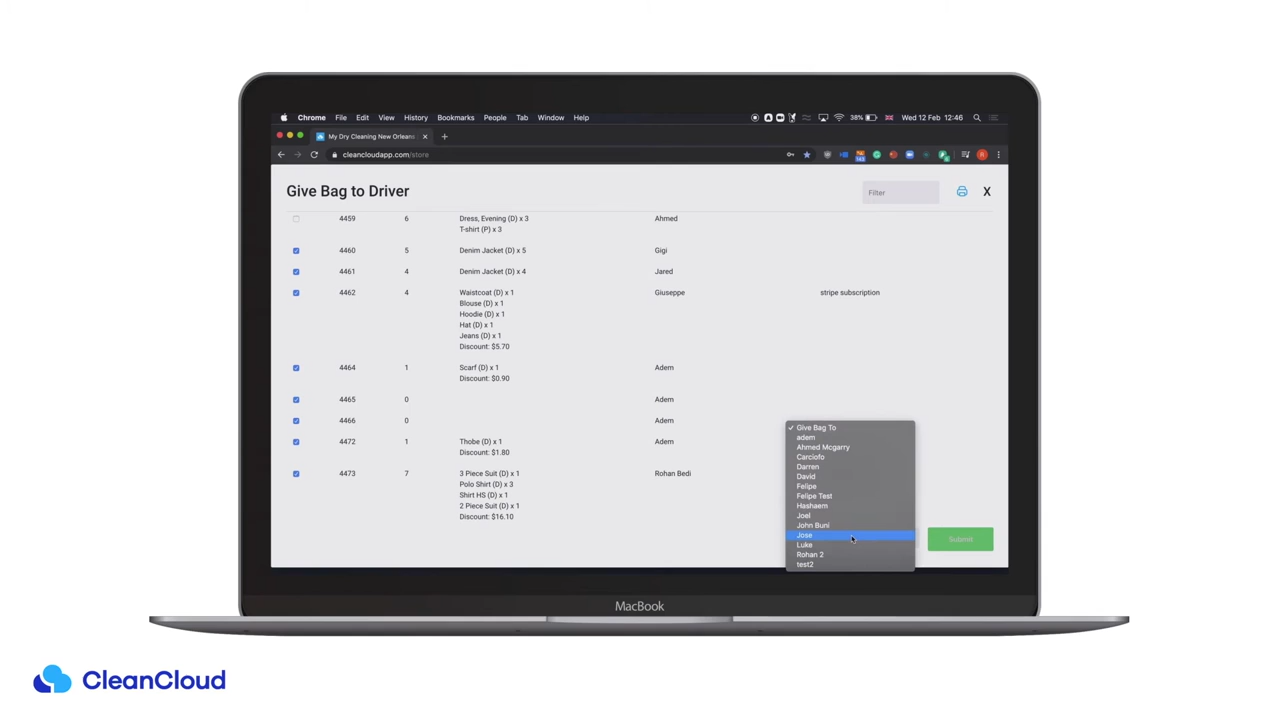 Chrome File Edit View History Bookmarks People Tab Window Help 38% Wed 12 Feb 12:46
My Dry Cleaning New Orleans
cleancloudapp.com/store
Give Bag to Driver
Filter
X
4459 6 Dress, Evening (D) x 3 Ahmed
T-shirt (P) x 3
4460 5 Denim Jacket (D) x 5 Gigi
4461 4 Denim Jacket (D) x 4 Jared
4462 4 Waistcoat (D) x 1 Giuseppe stripe subscription
Blouse (D) x 1
Hoodie (D) x 1
Hat (D) x 1
Jeans (D) x 1
Discount: $5.70
4464 1 Scarf (D) x 1 Adem
Discount: $0.90
4465 0 Adem
4466 0 Adem
4472 1 Thobe (D) x 1 Adem
Discount: $1.80
4473 7 3 Piece Suit (D) x 1 Rohan Bedi
Polo Shirt (D) x 3
Shirt HS (D) x 1
2 Piece Suit (D) x 1
Discount: $16.10
✓ Give Bag To
adem
Ahmed Mcgarry
Carciofo
Darren
David
Felipe
Felipe Test
Hashaem
Joel
John Buni
Jose
Luke
Rohan 2
test2
Submit
MacBook
CleanCloud